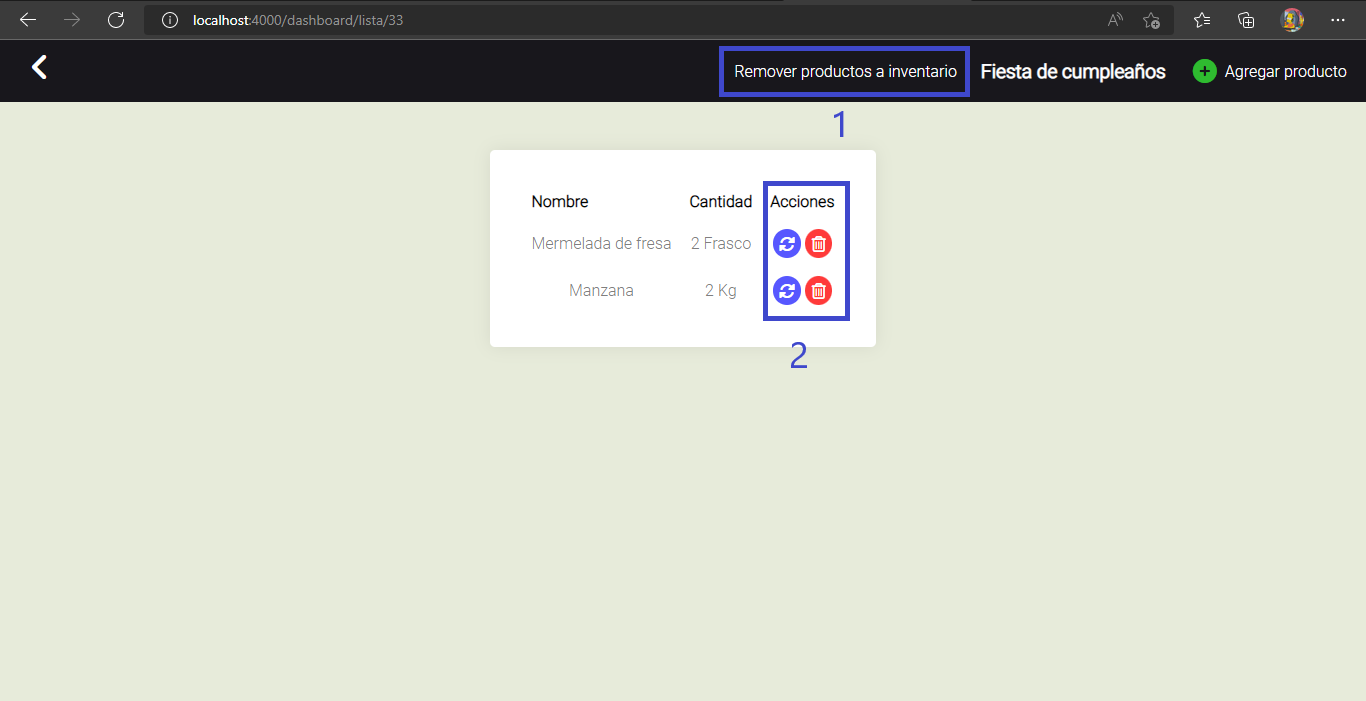 localhost:4000/dashboard/lista/33
Remover productos a inventario Fiesta de cumpleaños Agregar producto
1
Nombre Cantidad Acciones
Mermelada de fresa 2 Frasco
Manzana 2 Kg
2